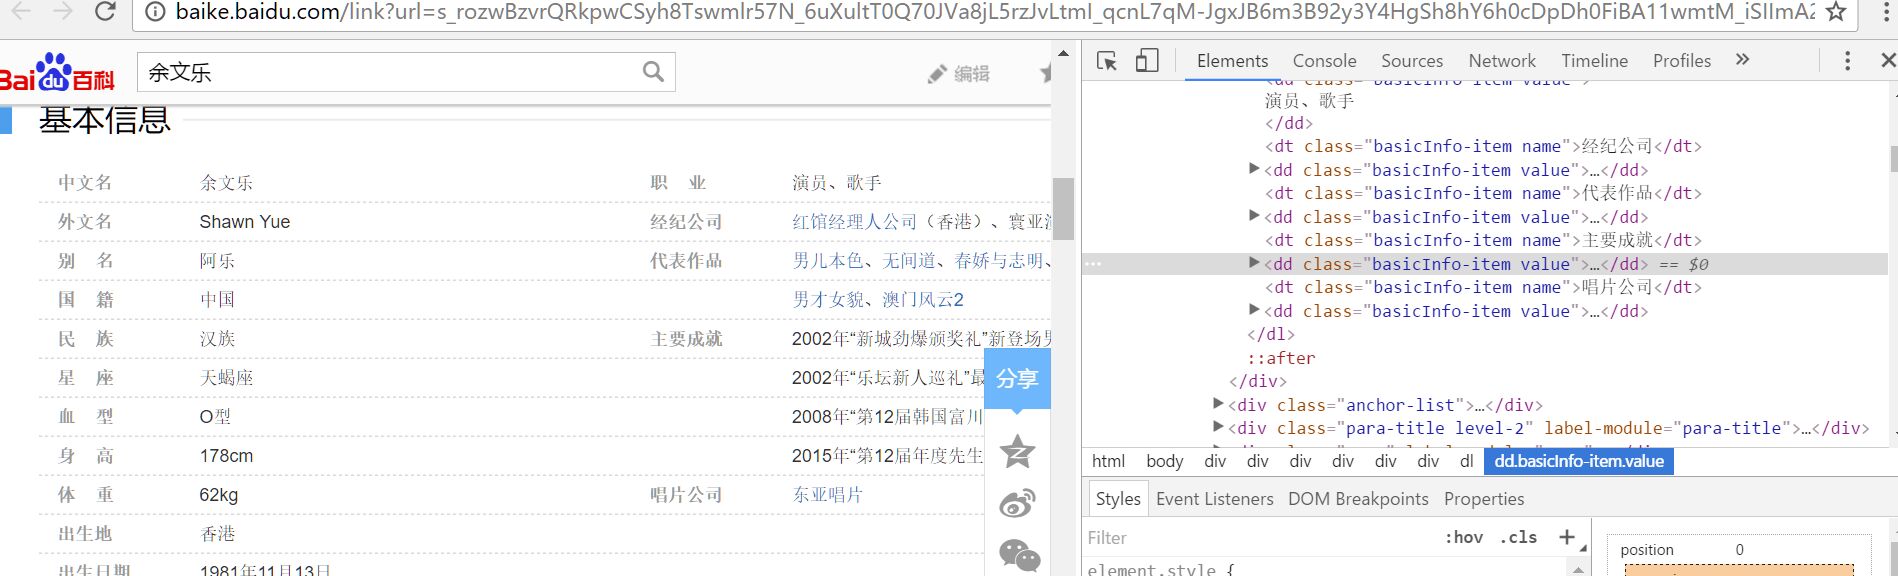 baike.baidu.com/link?url=s_rozwBzvrQRkpwCSyh8Tswmlr57N_6uXultT0Q70JVa8jL5rzJvLtmI_qcnL7qM-JgxJB6m3B92y3Y4HgSh8hY6h0cDpDh0FiBA11wmtM_iSIImA2
Baidu百科
余文乐
编辑
基本信息
中文名 余文乐 职 业 演员、歌手
外文名 Shawn Yue 经纪公司 红馆经理人公司（香港）、寰亚
别 名 阿乐 代表作品 男儿本色、无间道、春娇与志明、
国 籍 中国 男才女貌、澳门风云2
民 族 汉族 主要成就 2002年“新城劲爆颁奖礼”新登场男
星 座 天蝎座 2002年“乐坛新人巡礼”最
血 型 O型 2008年“第12届韩国富川
身 高 178cm 2015年“第12届年度先生
体 重 62kg 唱片公司 东亚唱片
出生地 香港
出生日期 1981年11月13日
分享
Elements Console Sources Network Timeline Profiles »
<dd class="basicInfo-item value">
演员、歌手
</dd>
<dt class="basicInfo-item name">经纪公司</dt>
<dd class="basicInfo-item value">…</dd>
<dt class="basicInfo-item name">代表作品</dt>
<dd class="basicInfo-item value">…</dd>
<dt class="basicInfo-item name">主要成就</dt>
<dd class="basicInfo-item value">…</dd> == $0
<dt class="basicInfo-item name">唱片公司</dt>
<dd class="basicInfo-item value">…</dd>
</dl>
::after
</div>
<div class="anchor-list">…</div>
<div class="para-title level-2" label-module="para-title">…</div>
html body div div div div div div dl dd.basicInfo-item.value
Styles Event Listeners DOM Breakpoints Properties
Filter :hov .cls +
element.style {
position 0